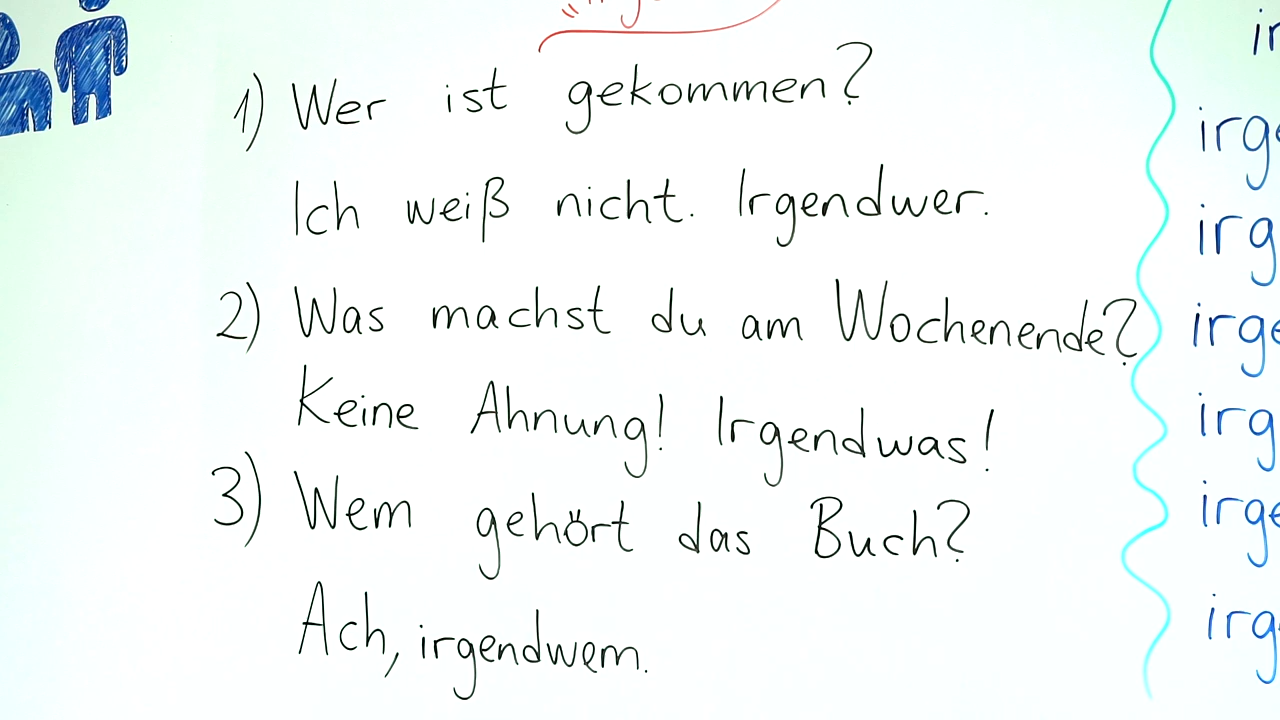 1) Wer ist gekommen?
Ich weiß nicht. Irgendwer.
2) Was machst du am Wochenende?
Keine Ahnung! Irgendwas!
3) Wem gehört das Buch?
Ach, irgendwem.